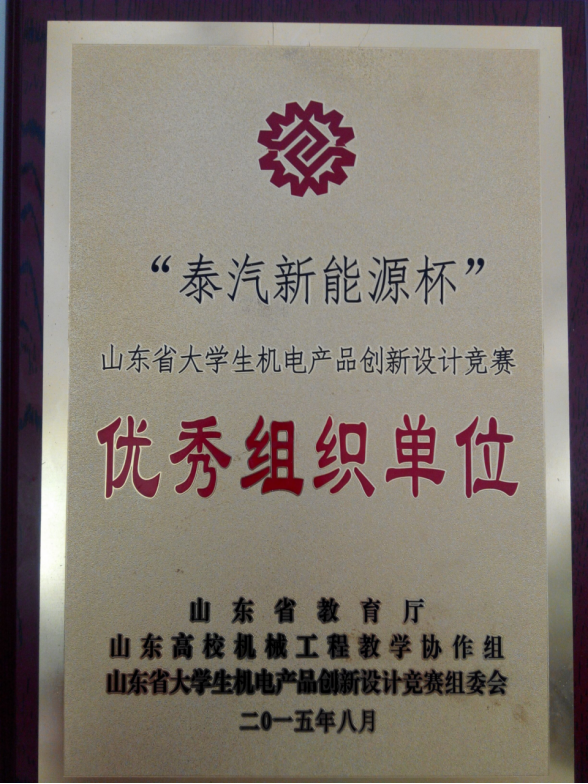 “泰汽新能源杯”
山东省大学生机电产品创新设计竞赛
优秀组织单位
山东省教育厅
山东高校机械工程教学协作组
山东省大学生机电产品创新设计竞赛组委会
二〇一五年八月